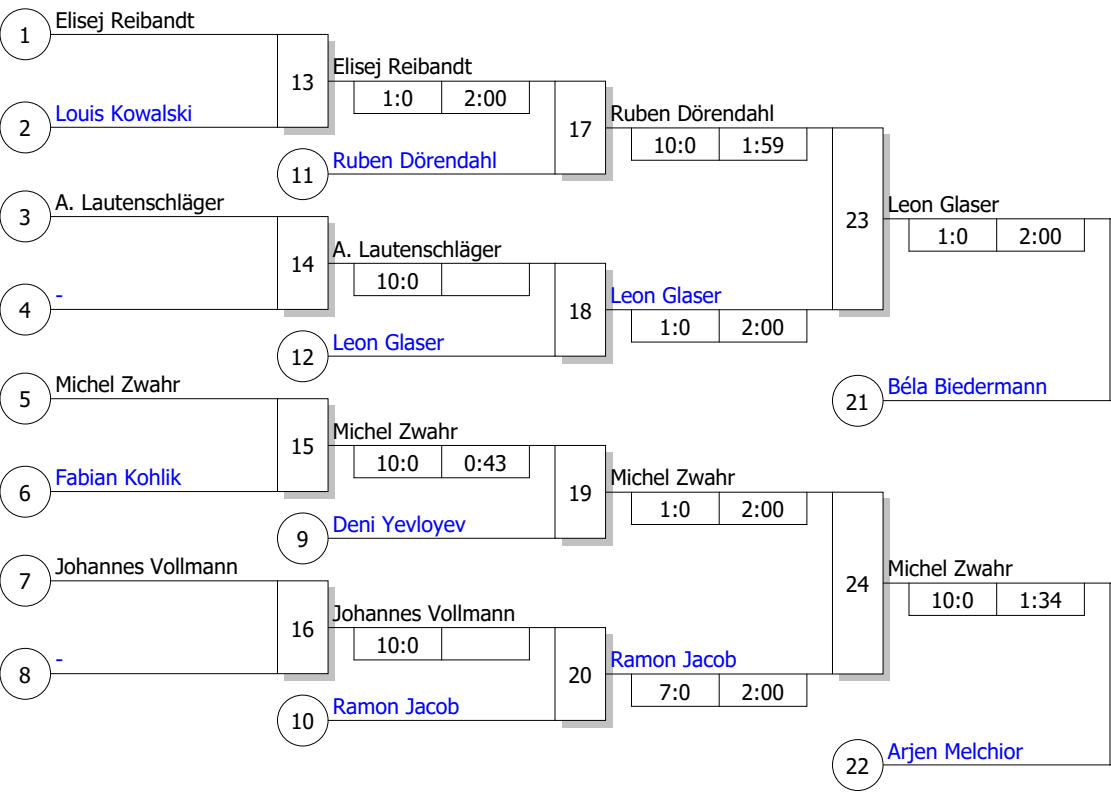 1 Elisej Reibandt
13 Elisej Reibandt
1:0 2:00
2 Louis Kowalski
17 Ruben Dörendahl
10:0 1:59
11 Ruben Dörendahl
3 A. Lautenschläger
23 Leon Glaser
1:0 2:00
14 A. Lautenschläger
10:0
4 -
18 Leon Glaser
1:0 2:00
12 Leon Glaser
5 Michel Zwahr
21 Béla Biedermann
15 Michel Zwahr
10:0 0:43
6 Fabian Kohlik
19 Michel Zwahr
1:0 2:00
9 Deni Yevloyev
7 Johannes Vollmann
24 Michel Zwahr
10:0 1:34
16 Johannes Vollmann
10:0
8 -
20 Ramon Jacob
7:0 2:00
10 Ramon Jacob
22 Arjen Melchior